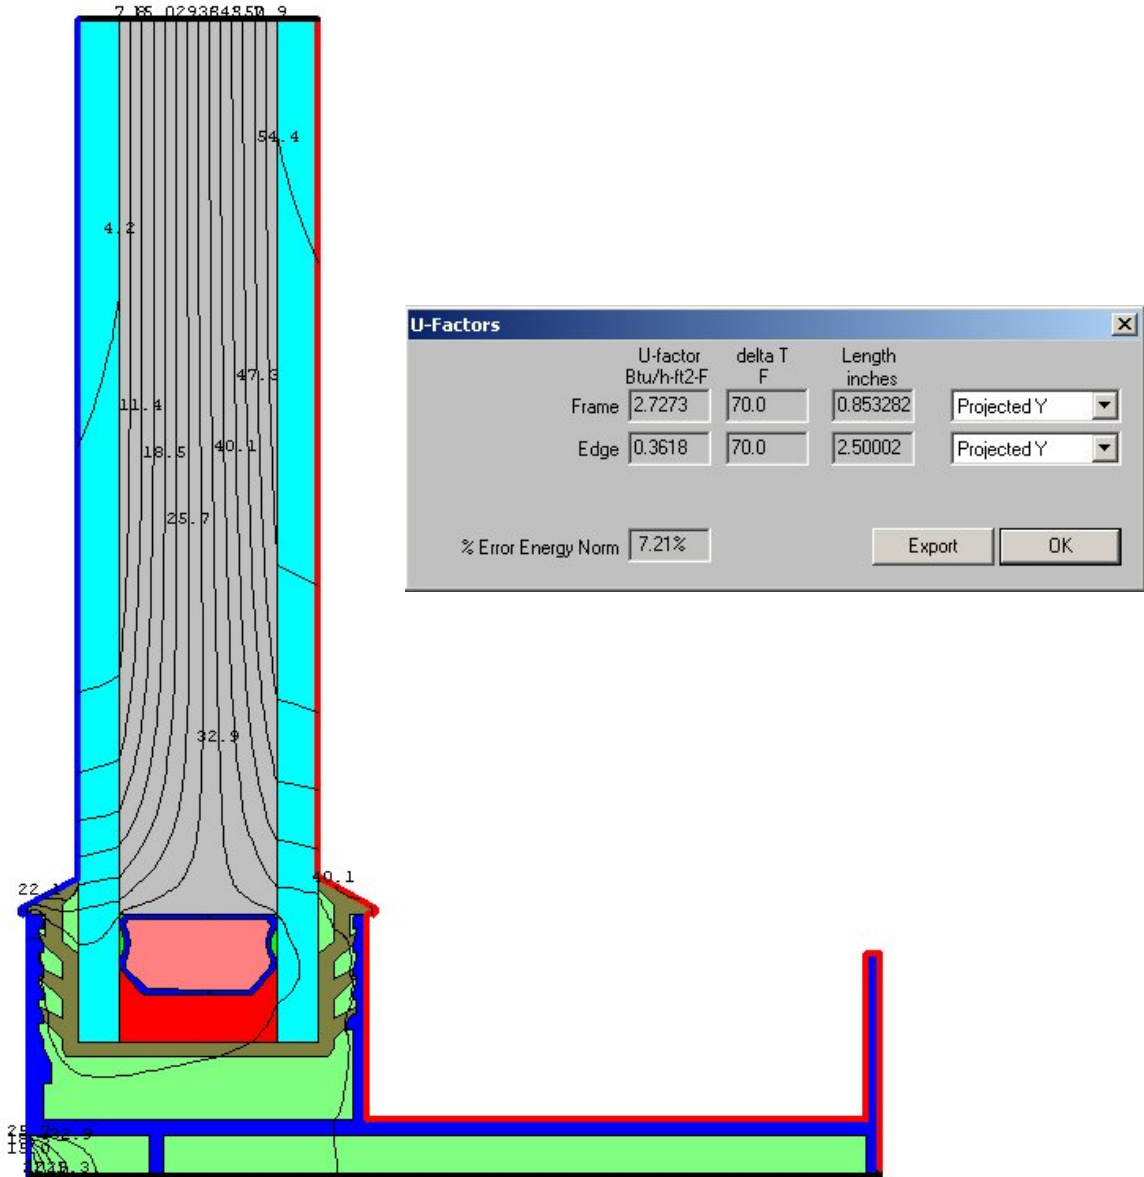 54.4
4.2
U-Factors
U-factor delta T Length
Btu/h-ft2-F F inches
Frame 2.7273 70.0 0.853282 Projected Y
Edge 0.3618 70.0 2.50002 Projected Y
% Error Energy Norm 7.21% Export OK
47.3
11.4
40.1
18.5
25.7
32.9
40.1
22.1